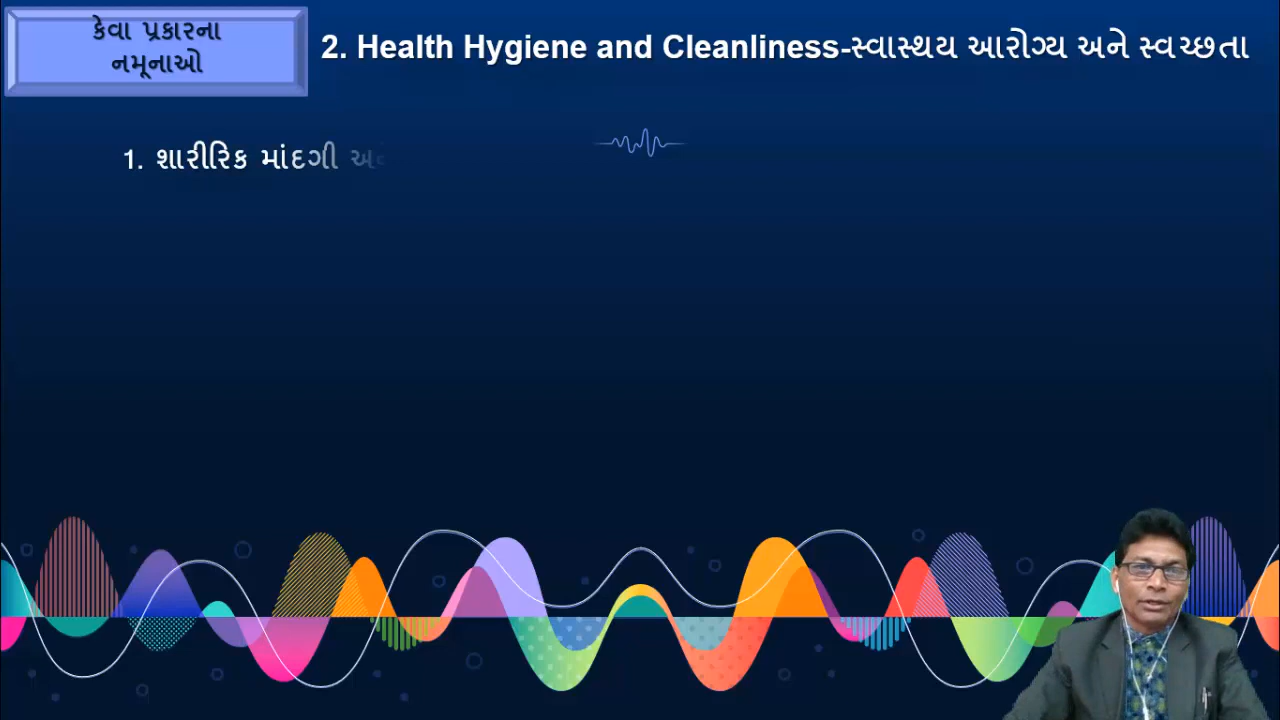 કેવા પ્રકારના
નમૂનાઓ
2. Health Hygiene and Cleanliness-સ્વાસ્થય આરોગ્ય અને સ્વચ્છતા
1. શારીરિક માંદગી